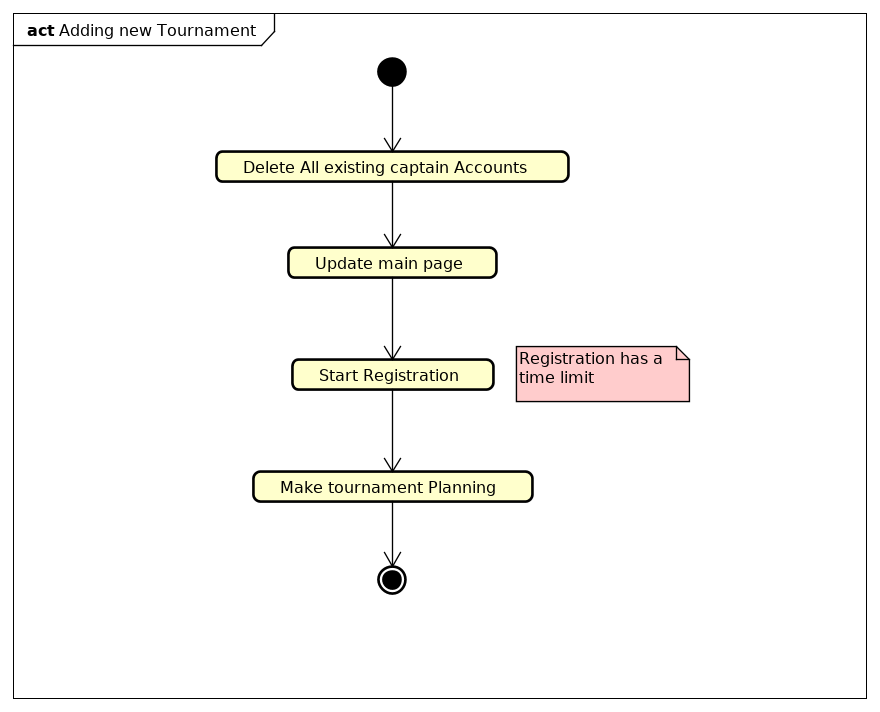 act Adding new Tournament
Delete All existing captain Accounts
Update main page
Start Registration
Registration has a
time limit
Make tournament Planning